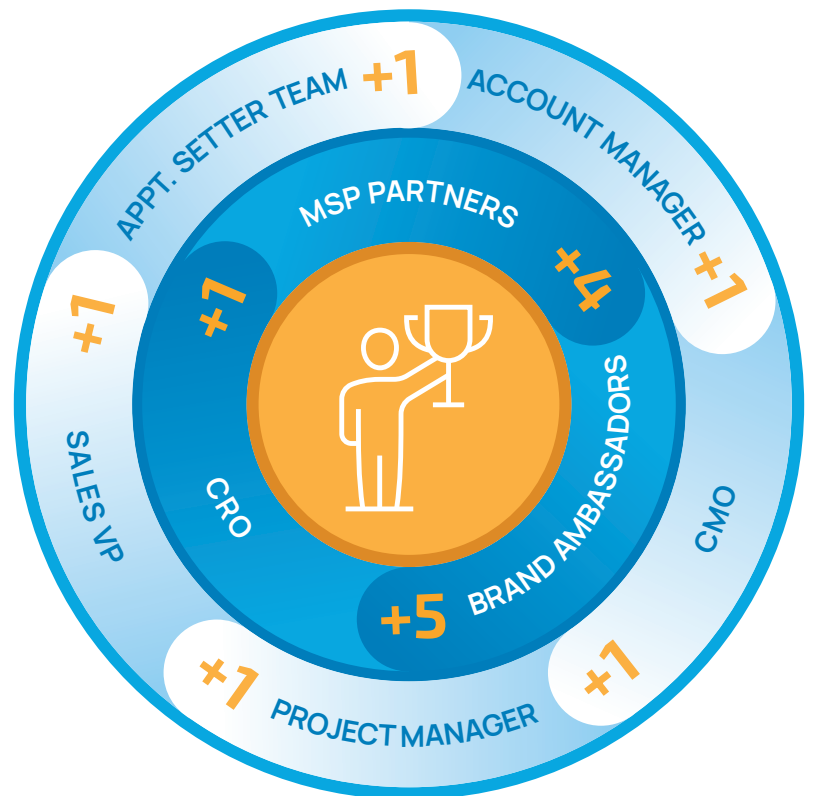 APPT. SETTER TEAM +1
ACCOUNT MANAGER +1
CMO +1
PROJECT MANAGER +1
SALES VP +1
MSP PARTNERS +4
BRAND AMBASSADORS +5
CRO +1